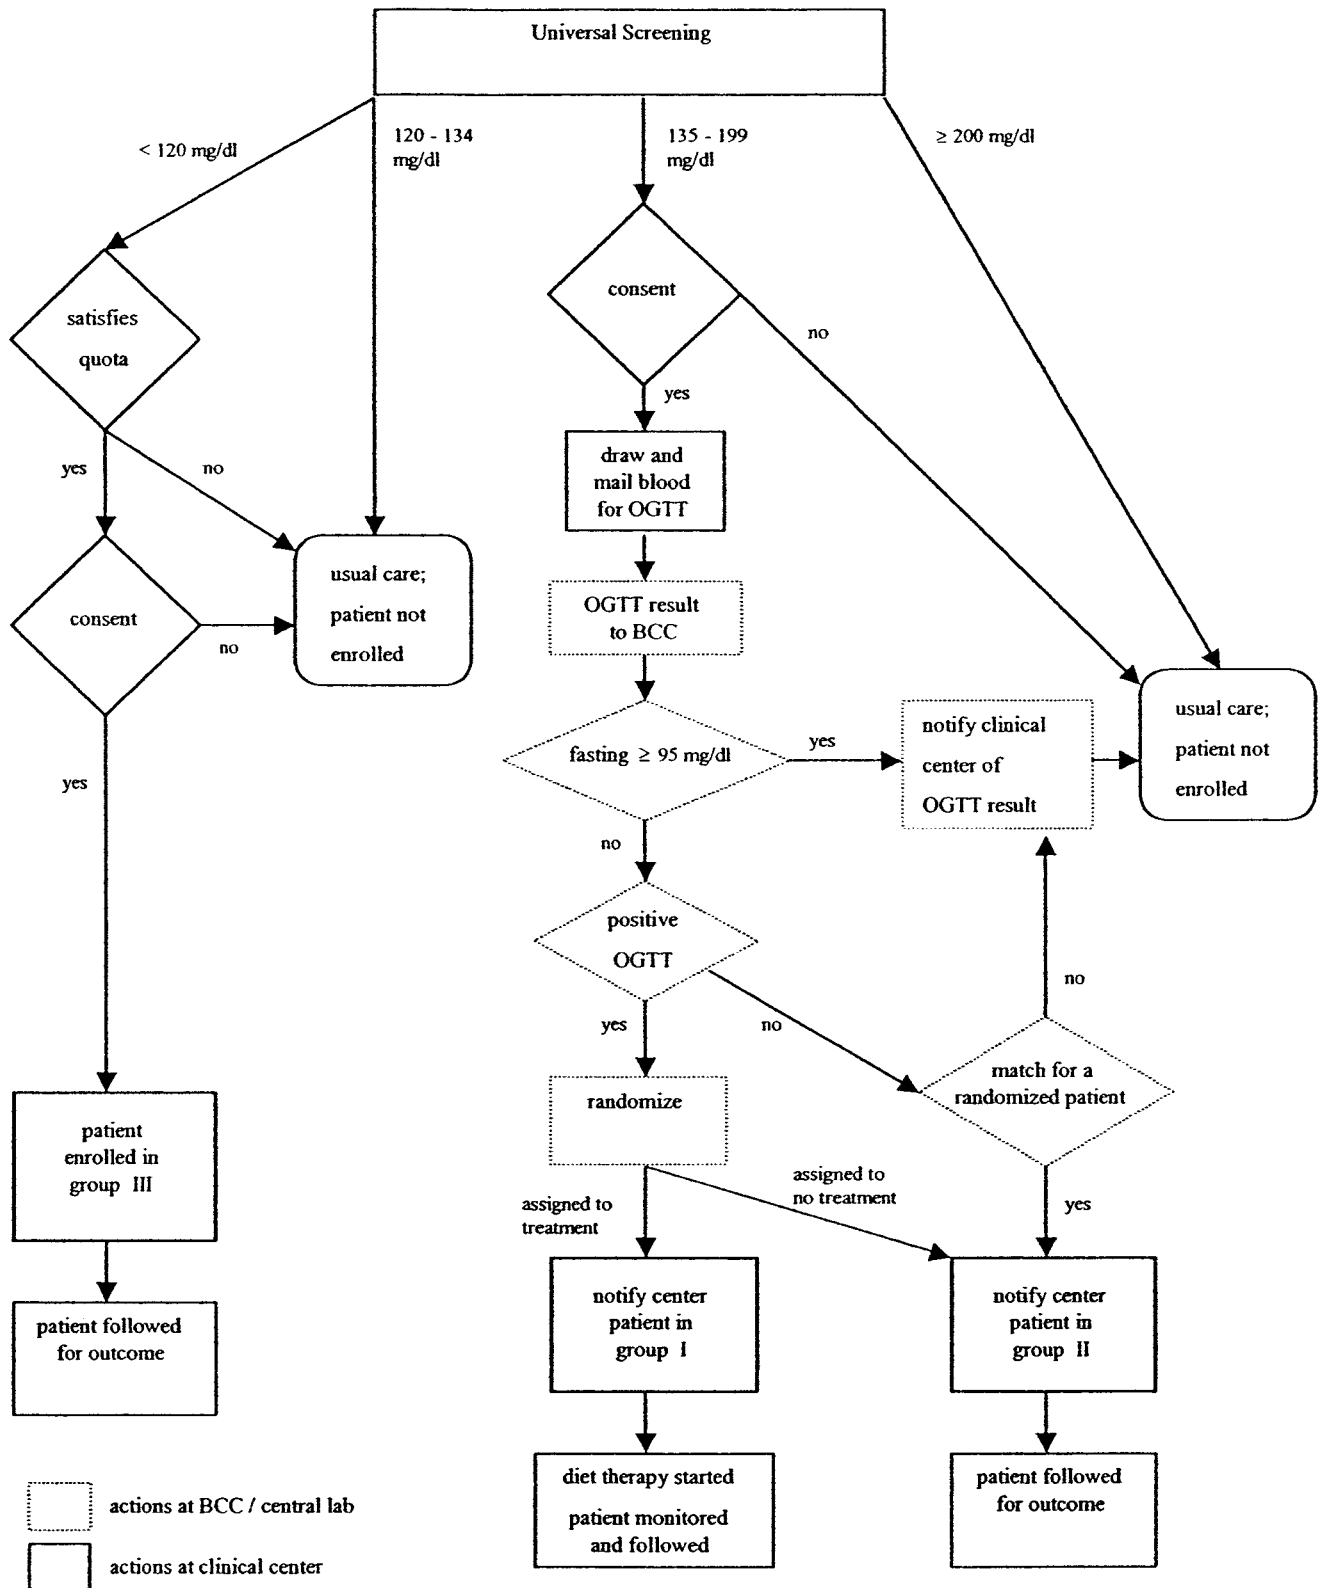 Universal Screening
< 120 mg/dl
120 - 134
mg/dl
135 - 199
mg/dl
≥ 200 mg/dl
satisfies
quota
consent
no
yes
no
yes
draw and
mail blood
for OGTT
consent
no
usual care;
patient not
enrolled
OGTT result
to BCC
yes
fasting ≥ 95 mg/dl
yes
notify clinical
center of
OGTT result
usual care;
patient not
enrolled
no
positive
OGTT
no
yes
no
match for a
randomized patient
randomize
patient
enrolled in
group III
assigned to
treatment
assigned to
no treatment
yes
notify center
patient in
group I
notify center
patient in
group II
patient followed
for outcome
diet therapy started
patient monitored
and followed
patient followed
for outcome
actions at BCC / central lab
actions at clinical center